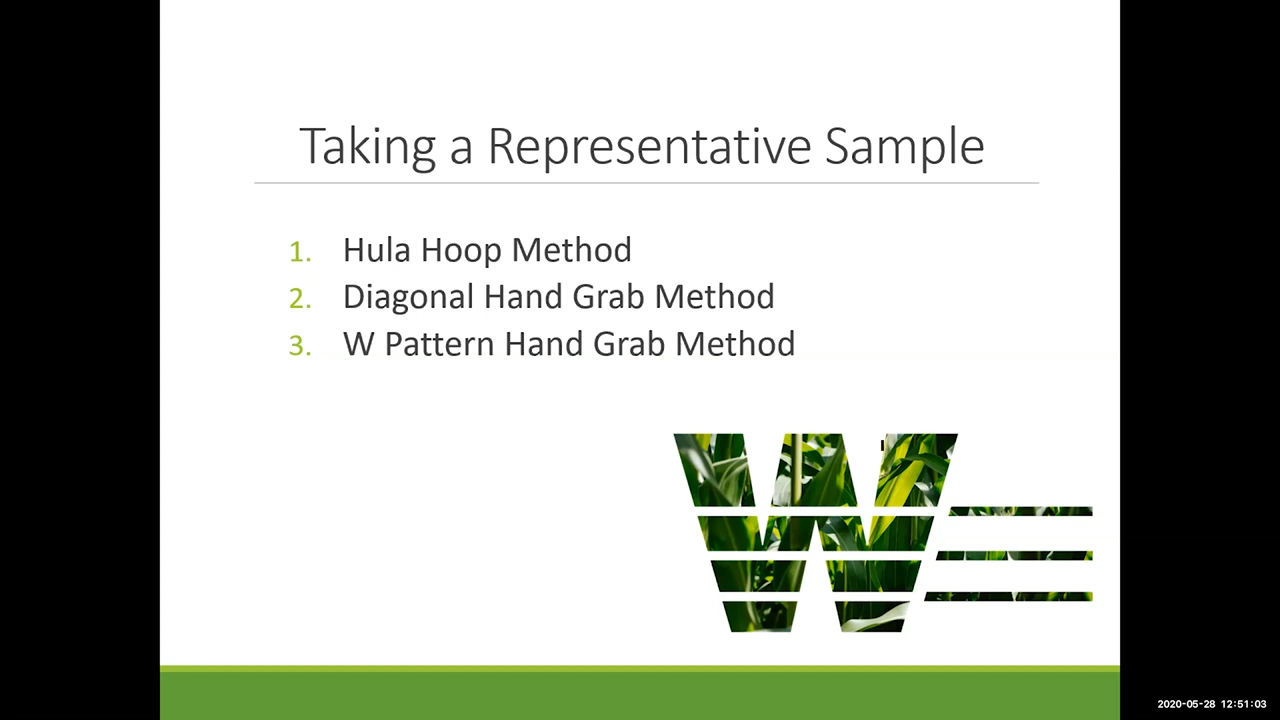 Taking a Representative Sample
1. Hula Hoop Method
2. Diagonal Hand Grab Method
3. W Pattern Hand Grab Method
W
2020-05-28 12:51:03